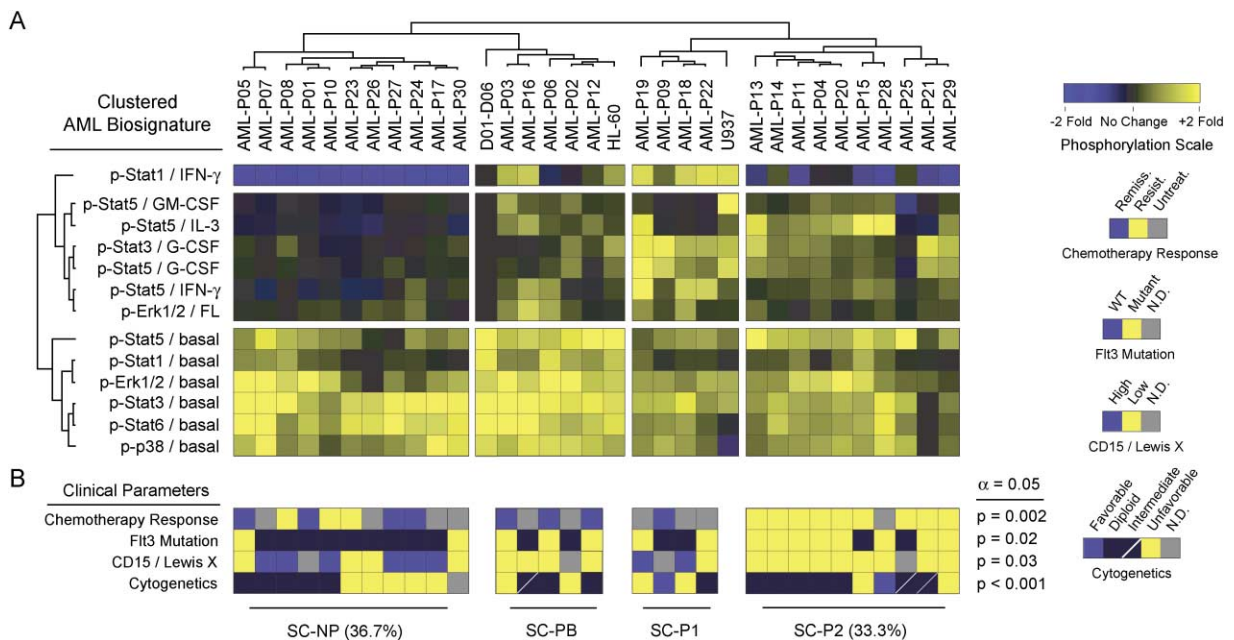 A
Clustered
AML Biosignature
AML-P05
AML-P07
AML-P08
AML-P01
AML-P10
AML-P23
AML-P26
AML-P27
AML-P24
AML-P17
AML-P30
D01-D06
AML-P03
AML-P16
AML-P06
AML-P02
AML-P12
HL-60
AML-P19
AML-P09
AML-P18
AML-P22
U937
AML-P13
AML-P14
AML-P11
AML-P04
AML-P20
AML-P15
AML-P28
AML-P25
AML-P21
AML-P29
p-Stat1 / IFN-γ
p-Stat5 / GM-CSF
p-Stat5 / IL-3
p-Stat3 / G-CSF
p-Stat5 / G-CSF
p-Stat5 / IFN-γ
p-Erk1/2 / FL
p-Stat5 / basal
p-Stat1 / basal
p-Erk1/2 / basal
p-Stat3 / basal
p-Stat6 / basal
p-p38 / basal
-2 Fold No Change +2 Fold
Phosphorylation Scale
Remiss.
Resist.
Untreat.
Chemotherapy Response
WT
Mutant
N.D.
Flt3 Mutation
High
Low
N.D.
CD15 / Lewis X
Favorable
Diploid
Intermediate
Unfavorable
N.D.
Cytogenetics
B
Clinical Parameters
α = 0.05
Chemotherapy Response
p = 0.002
Flt3 Mutation
p = 0.02
CD15 / Lewis X
p = 0.03
Cytogenetics
p < 0.001
SC-NP (36.7%)
SC-PB
SC-P1
SC-P2 (33.3%)